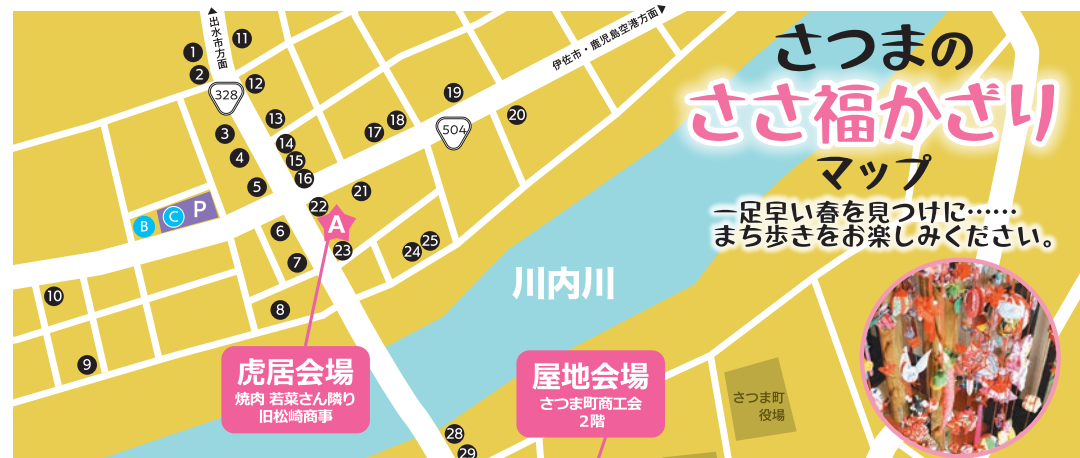 さつまの
ささ福かざり
マップ
一足早い春を見つけに……
まち歩きをお楽しみください。
▲出水市方面
伊佐市・鹿児島空港方面▶
1
11
2
12
328
19
13
3
18
20
17
504
14
4
15
16
5
21
B
C
P
22
A
6
23
25
24
7
10
8
9
川内川
虎居会場
焼肉 若菜さん隣り
旧松崎商事
屋地会場
さつま町商工会
2階
さつま町
役場
28
29